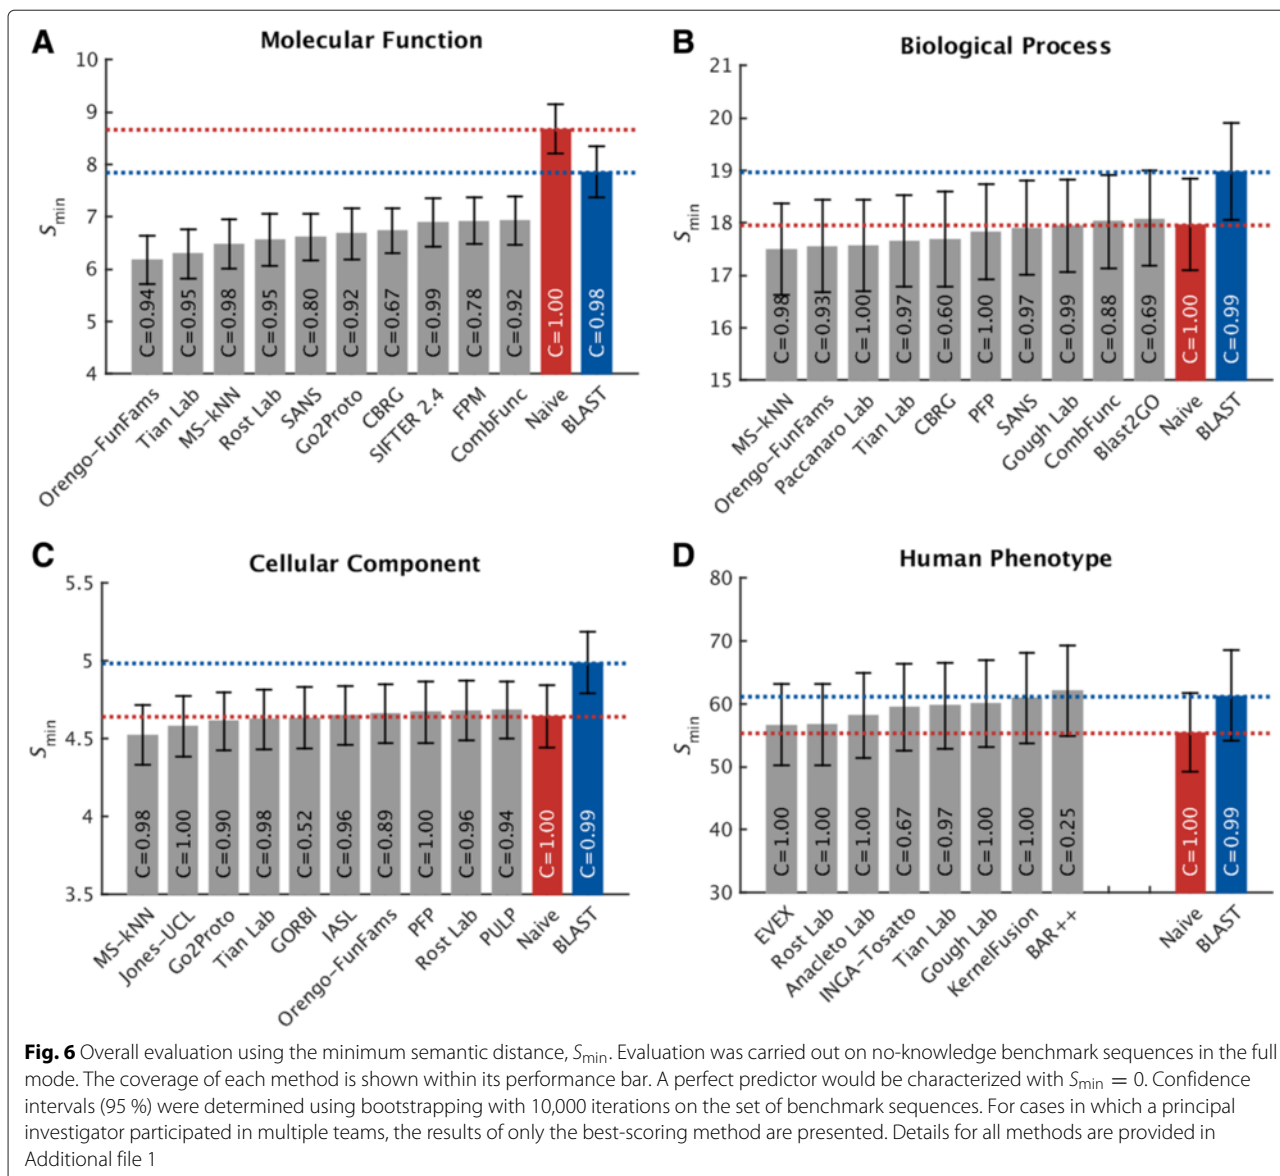 A
Molecular Function
10
9
8
7
6
5
4
Smin
C=0.94
C=0.95
C=0.98
C=0.95
C=0.80
C=0.92
C=0.67
C=0.99
C=0.78
C=0.92
C=1.00
C=0.98
Orengo-FunFams
Tian Lab
MS-kNN
Rost Lab
SANS
Go2Proto
CBRG
SIFTER 2.4
FPM
CombFunc
Naive
BLAST
B
Biological Process
21
20
19
18
17
16
15
Smin
C=0.98
C=0.93
C=1.00
C=0.97
C=0.60
C=1.00
C=0.97
C=0.99
C=0.88
C=0.69
C=1.00
C=0.99
MS-kNN
Orengo-FunFams
Paccanaro Lab
Tian Lab
CBRG
PFP
SANS
Gough Lab
CombFunc
Blast2GO
Naive
BLAST
C
Cellular Component
5.5
5
4.5
4
3.5
Smin
C=0.98
C=1.00
C=0.90
C=0.98
C=0.52
C=0.96
C=0.89
C=1.00
C=0.96
C=0.94
C=1.00
C=0.99
MS-kNN
Jones-UCL
Go2Proto
Tian Lab
GORBI
IASL
Orengo-FunFams
PFP
Rost Lab
PULP
Naive
BLAST
D
Human Phenotype
80
70
60
50
40
30
Smin
C=1.00
C=1.00
C=1.00
C=0.67
C=0.97
C=1.00
C=1.00
C=0.25
C=1.00
C=0.99
EVEX
Rost Lab
Anacleto Lab
INGA-Tosatto
Tian Lab
Gough Lab
KernelFusion
BAR++
Naive
BLAST
Fig. 6 Overall evaluation using the minimum semantic distance, Smin. Evaluation was carried out on no-knowledge benchmark sequences in the full
mode. The coverage of each method is shown within its performance bar. A perfect predictor would be characterized with Smin = 0. Confidence
intervals (95 %) were determined using bootstrapping with 10,000 iterations on the set of benchmark sequences. For cases in which a principal
investigator participated in multiple teams, the results of only the best-scoring method are presented. Details for all methods are provided in
Additional file 1